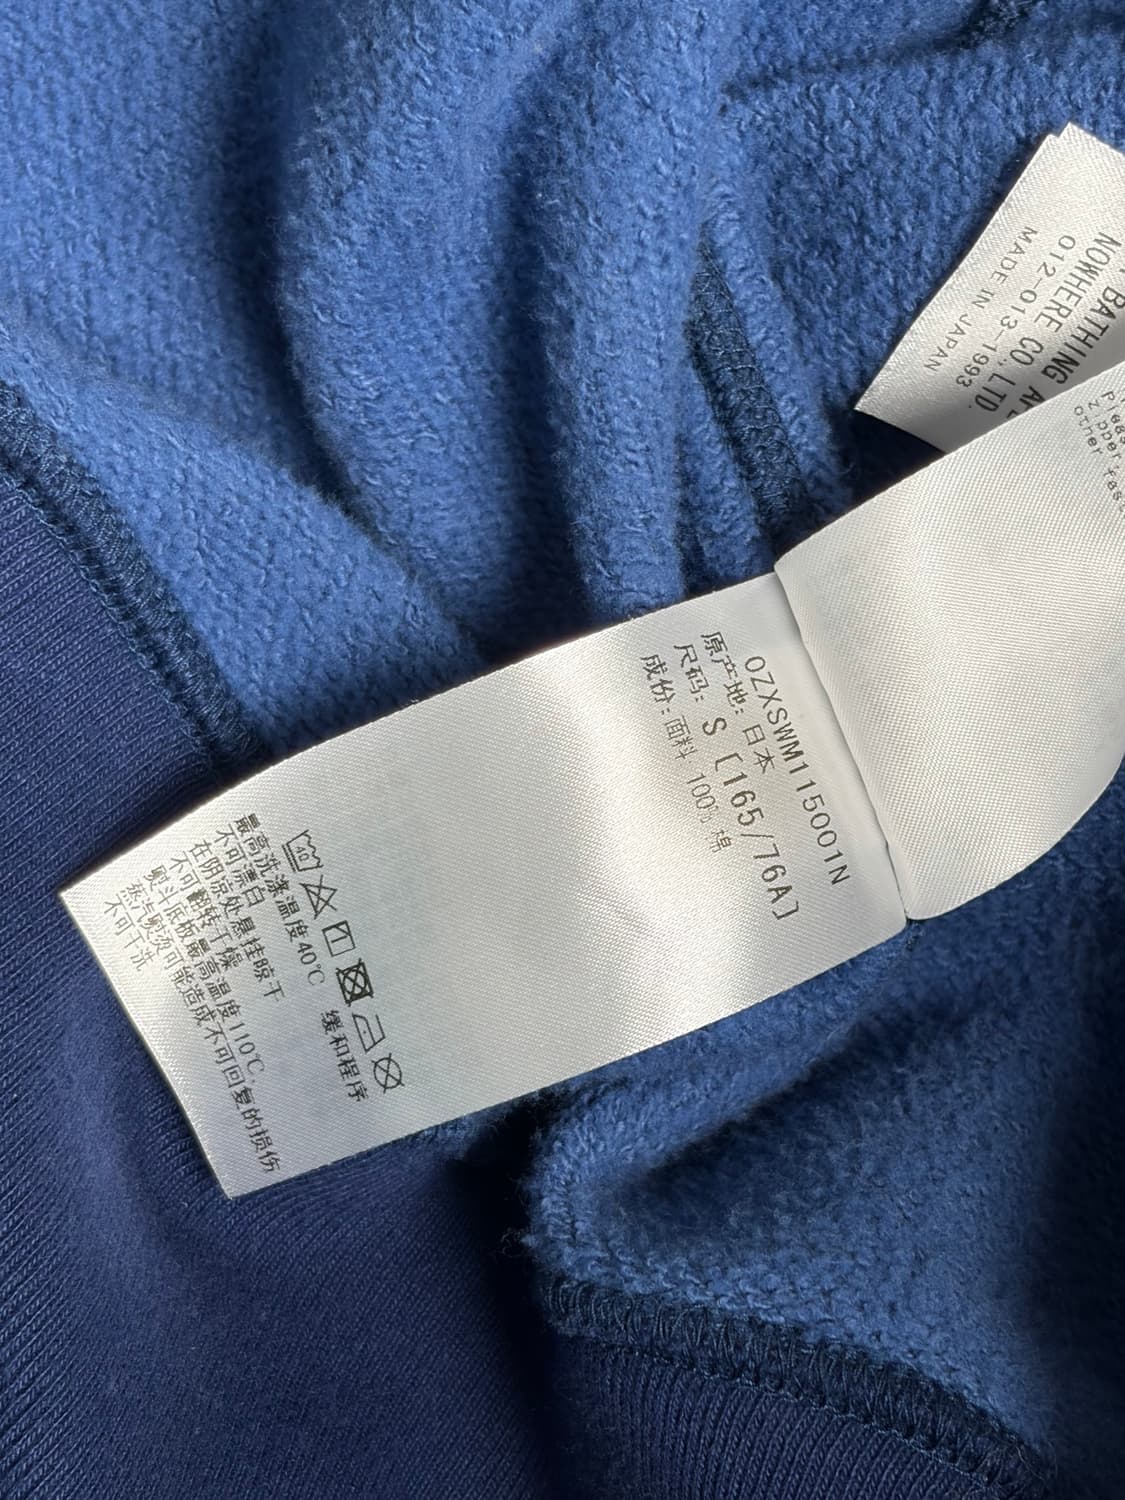 BATHING
NOWHERE CO., LTD.
012-013-1993
MADE IN JAPAN
other fas
0ZXSWM115001N
原产地: 日本
尺码: S [165/76A]
成份: 面料 100% 棉
40
最高洗涤温度40℃ 缓和程序
不可漂白
在阴凉处悬挂晾干
不可翻转干燥
熨斗底板最高温度110℃,
蒸汽熨烫可能造成不可回复的损伤
不可干洗